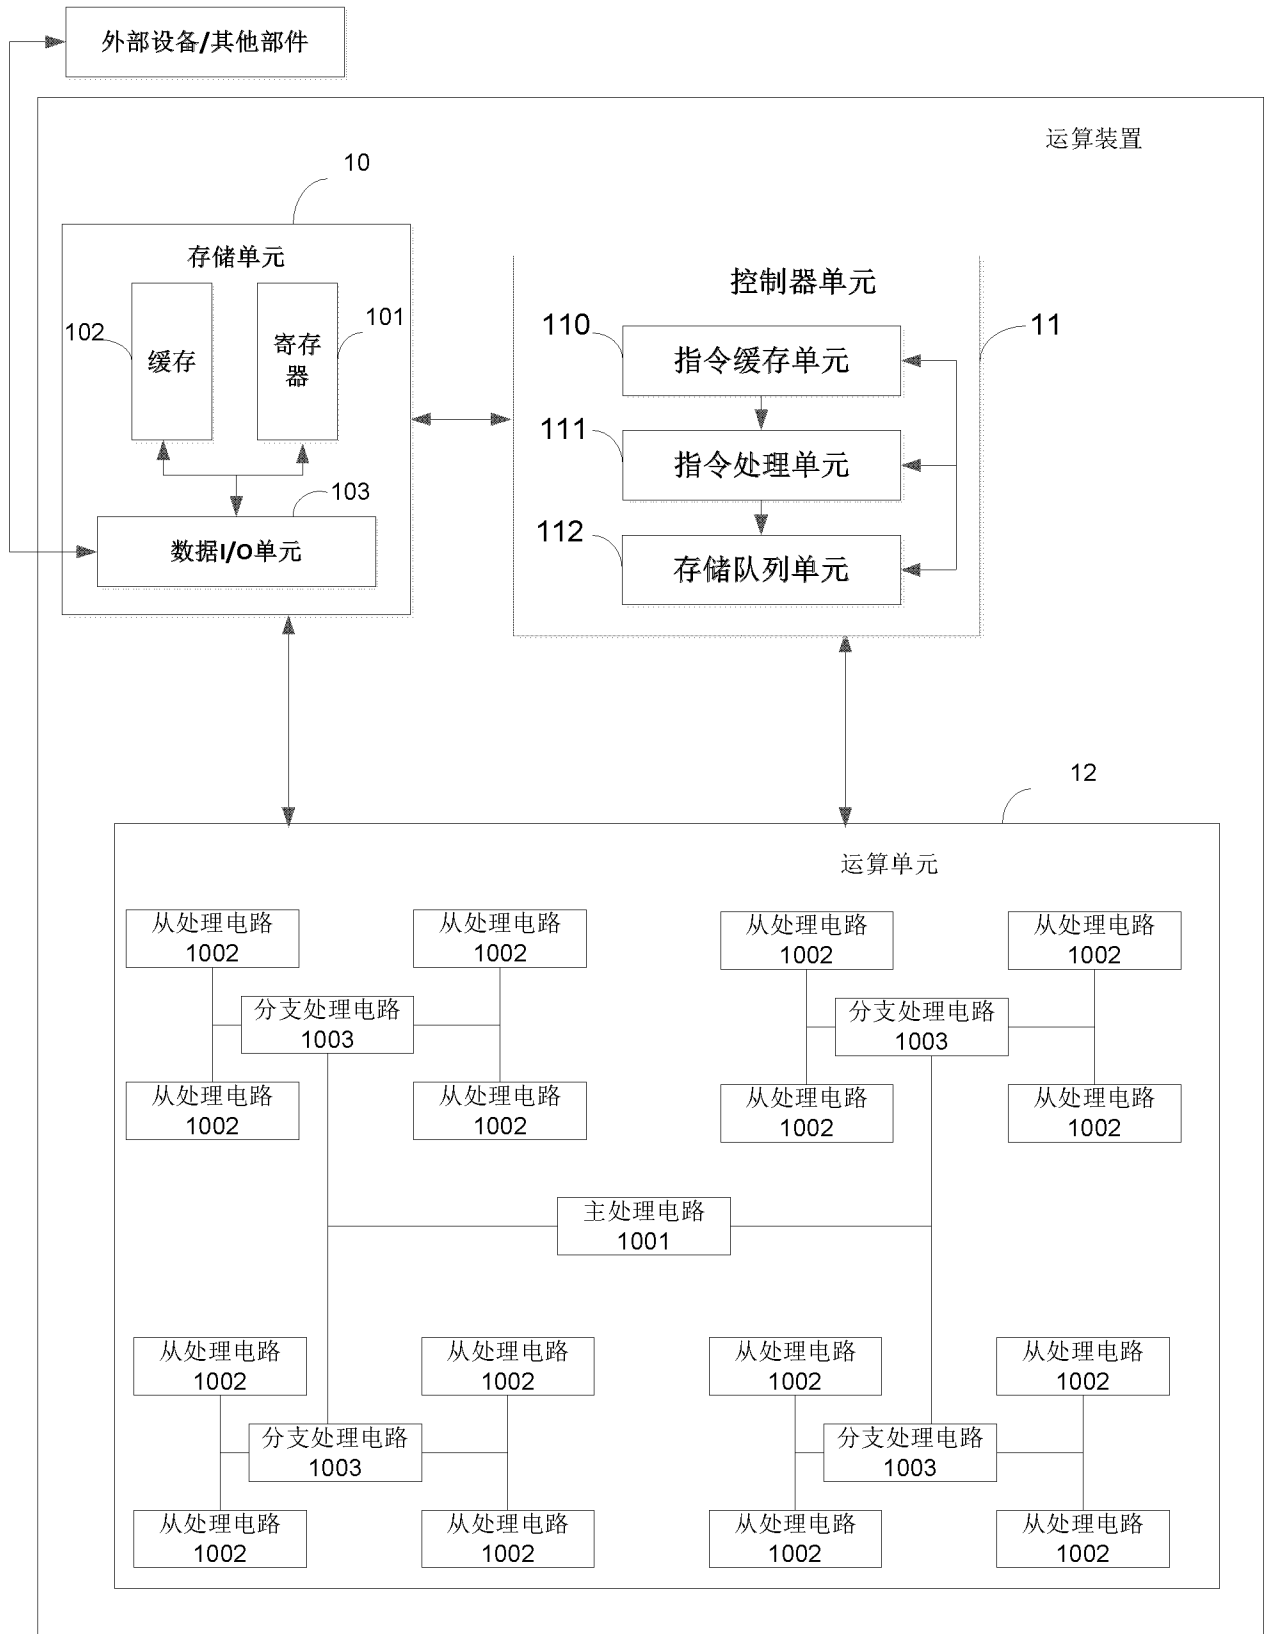 外部设备/其他部件
运算装置
10
存储单元
102
缓存
寄存
器
101
103
数据I/O单元
控制器单元
110
指令缓存单元
11
111
指令处理单元
112
存储队列单元
12
运算单元
从处理电路
1002
从处理电路
1002
从处理电路
1002
从处理电路
1002
分支处理电路
1003
分支处理电路
1003
从处理电路
1002
从处理电路
1002
从处理电路
1002
从处理电路
1002
主处理电路
1001
从处理电路
1002
从处理电路
1002
从处理电路
1002
从处理电路
1002
分支处理电路
1003
分支处理电路
1003
从处理电路
1002
从处理电路
1002
从处理电路
1002
从处理电路
1002